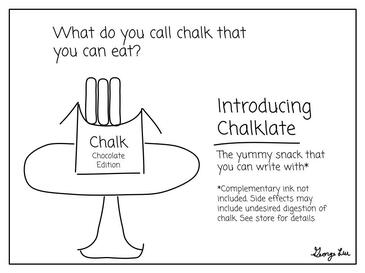 What do you call chalk that
you can eat?
Chalk
Chocolate
Edition
Introducing
Chalklate
The yummy snack that
you can write with*
*Complementary ink not
included. Side effects may
include undesired digestion of
chalk. See store for details
George Liu